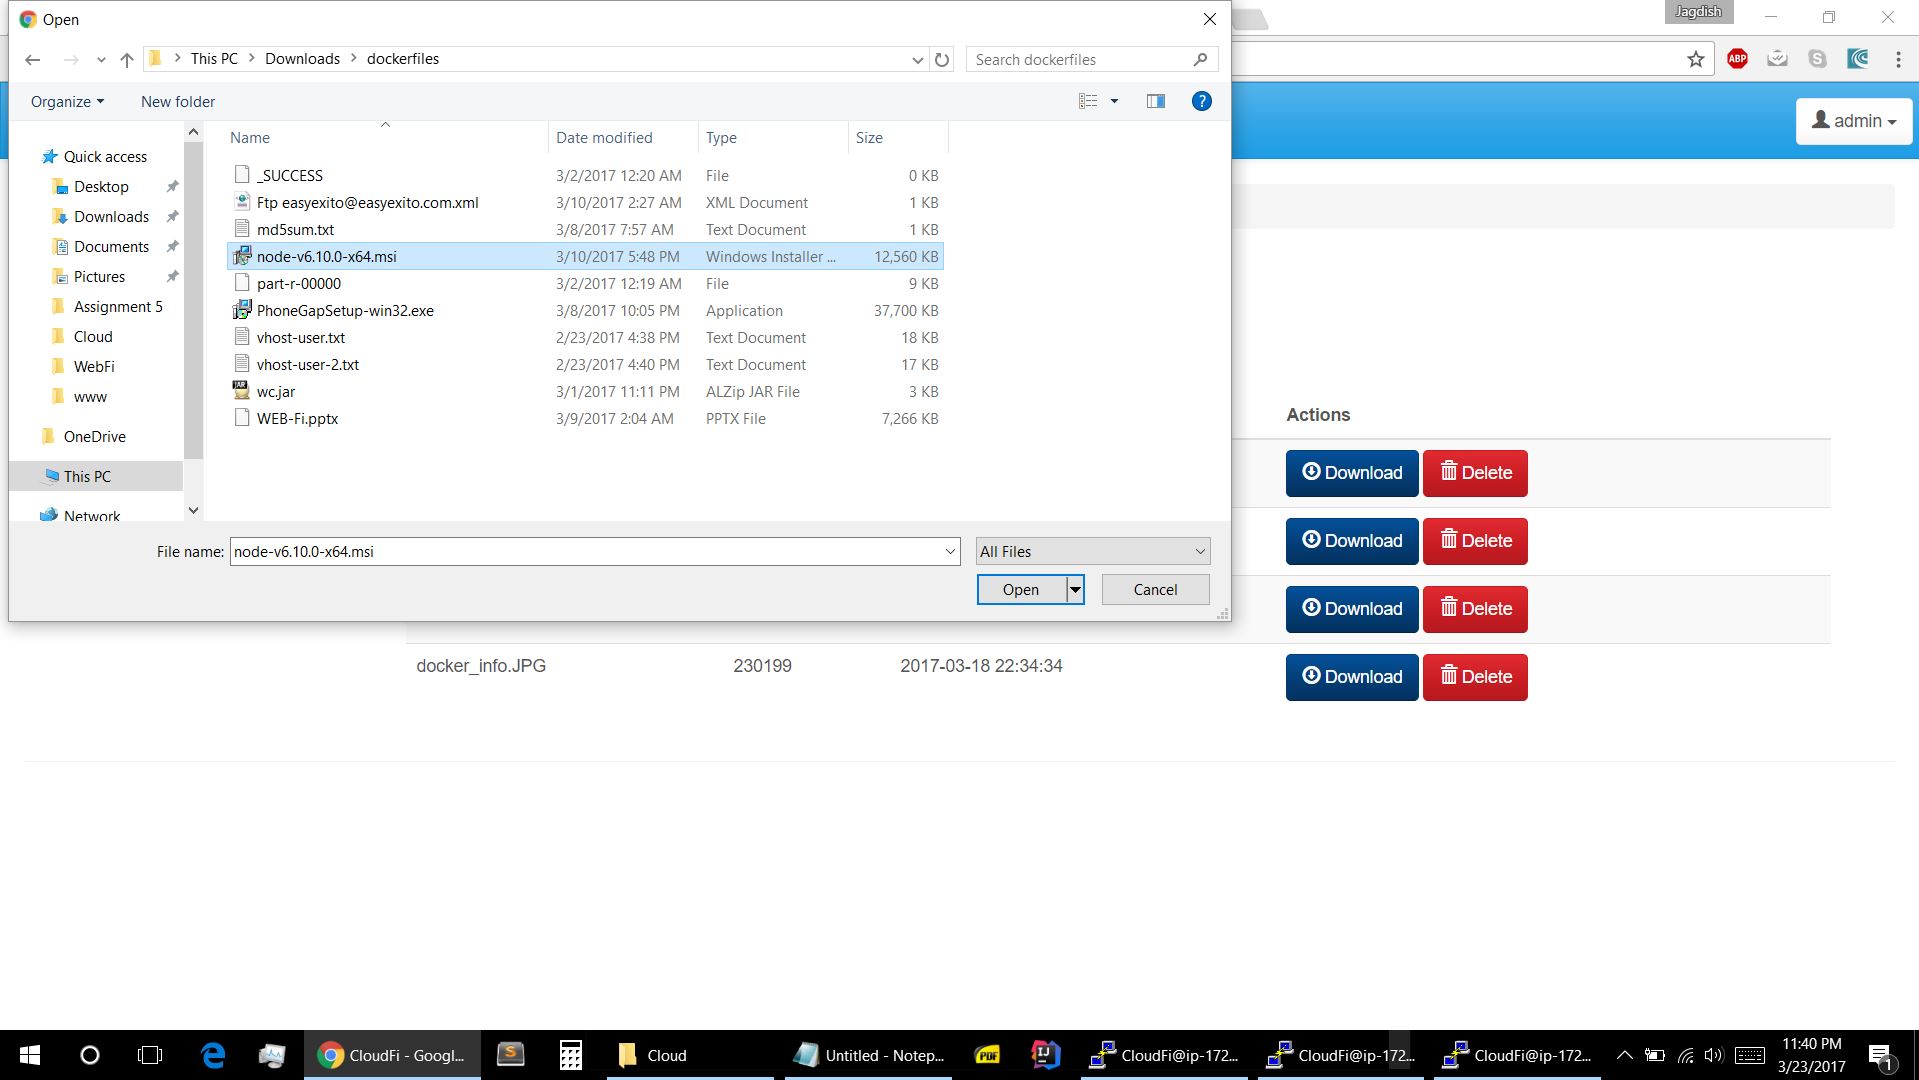 Open
Jagdish
This PC
Downloads
dockerfiles
Search dockerfiles
ABP
Organize
New folder
?
admin
Name
Date modified
Type
Size
Quick access
Desktop
Downloads
Documents
Pictures
Assignment 5
Cloud
WebFi
www
OneDrive
This PC
Network
_SUCCESS 3/2/2017 12:20 AM File 0 KB
Ftp easyexito@easyexito.com.xml 3/10/2017 2:27 AM XML Document 1 KB
md5sum.txt 3/8/2017 7:57 AM Text Document 1 KB
node-v6.10.0-x64.msi 3/10/2017 5:48 PM Windows Installer ... 12,560 KB
part-r-00000 3/2/2017 12:19 AM File 9 KB
PhoneGapSetup-win32.exe 3/8/2017 10:05 PM Application 37,700 KB
vhost-user.txt 2/23/2017 4:38 PM Text Document 18 KB
vhost-user-2.txt 2/23/2017 4:40 PM Text Document 17 KB
wc.jar 3/1/2017 11:11 PM ALZip JAR File 3 KB
WEB-Fi.pptx 3/9/2017 2:04 AM PPTX File 7,266 KB
File name: node-v6.10.0-x64.msi
All Files
Open
Cancel
Actions
Download Delete
Download Delete
Download Delete
docker_info.JPG 230199 2017-03-18 22:34:34 Download Delete
CloudFi - Googl...
S
Cloud
Untitled - Notep...
PDF
IJ
CloudFi@ip-172...
CloudFi@ip-172...
CloudFi@ip-172...
11:40 PM
3/23/2017
1